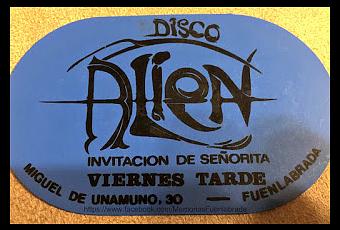 DISCO
ALIEN
INVITACION DE SEÑORITA
VIERNES TARDE
MIGUEL DE UNAMUNO, 30 — FUENLABRADA
https://www.facebook.com/MemoriasFuenlabrada